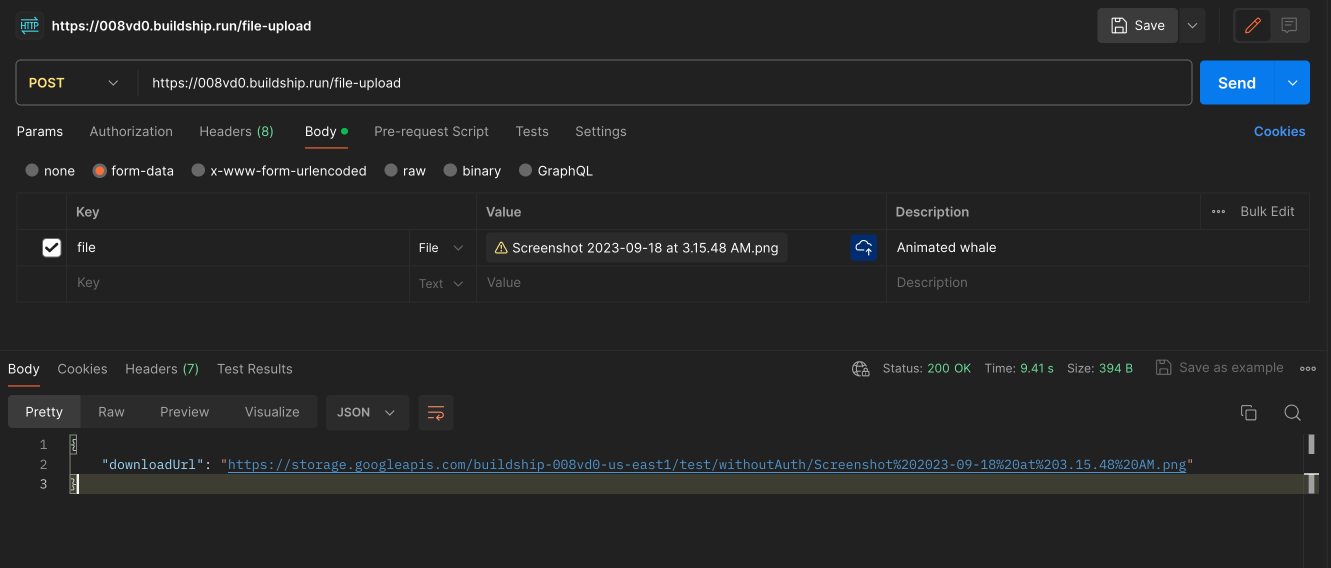 HTTP https://008vd0.buildship.run/file-upload Save
POST https://008vd0.buildship.run/file-upload Send
Params Authorization Headers (8) Body Pre-request Script Tests Settings Cookies
none form-data x-www-form-urlencoded raw binary GraphQL
Key Value Description Bulk Edit
file File Screenshot 2023-09-18 at 3.15.48 AM.png Animated whale
Key Text Value Description
Body Cookies Headers (7) Test Results Status: 200 OK Time: 9.41 s Size: 394 B Save as example
Pretty Raw Preview Visualize JSON
1 {
2 "downloadUrl": "https://storage.googleapis.com/buildship-008vd0-us-east1/test/withoutAuth/Screenshot%202023-09-18%20at%203.15.48%20AM.png"
3 }